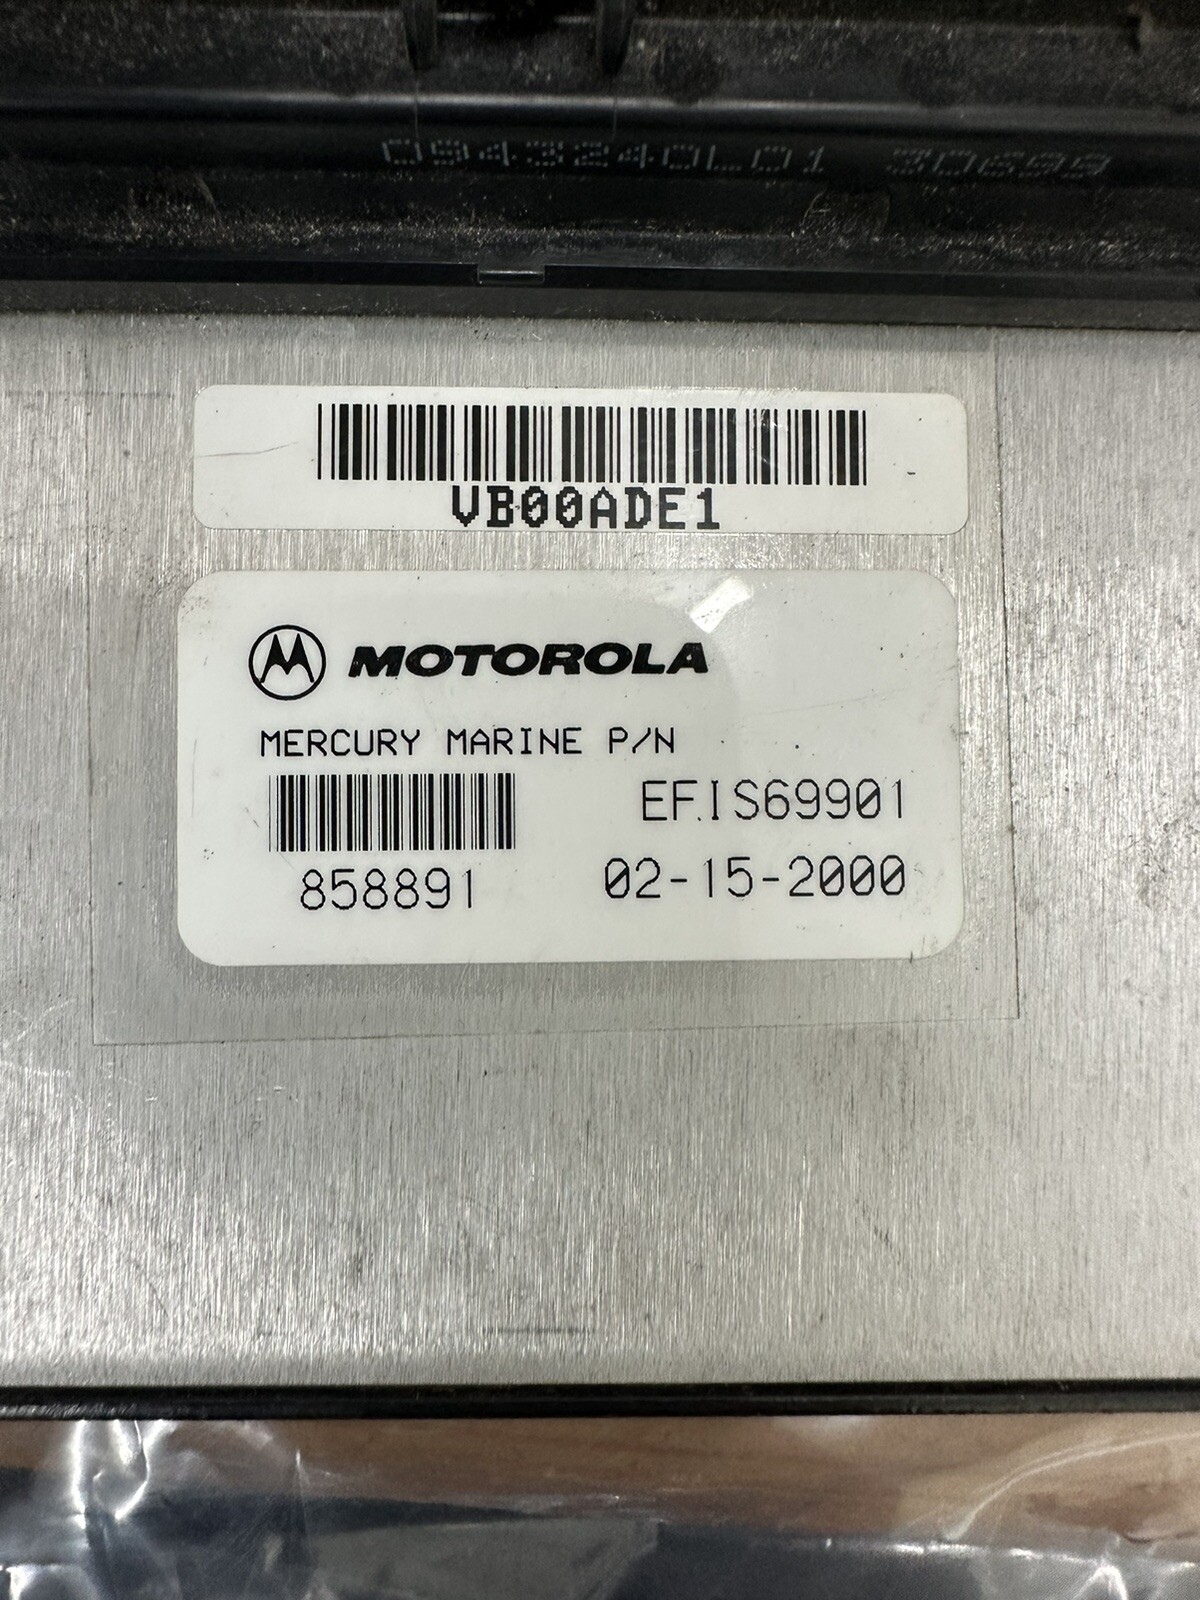 0943240L01 30699
VB00ADE1
MOTOROLA
MERCURY MARINE P/N
EFIS69901
858891
02-15-2000